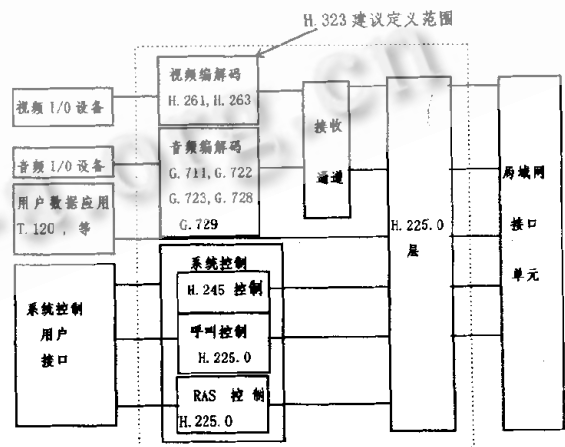 H.323 建议定义范围
视频 I/O 设备
视频编解码
H.261, H.263
音频 I/O 设备
音频编解码
G.711, G.722
G.723, G.728
G.729
用户数据应用
T.120, 等
接收
通道
H.225.0
层
局域网
接口
单元
系统控制
用户
接口
系统控制
H.245 控制
呼叫控制
H.225.0
RAS 控制
H.225.0